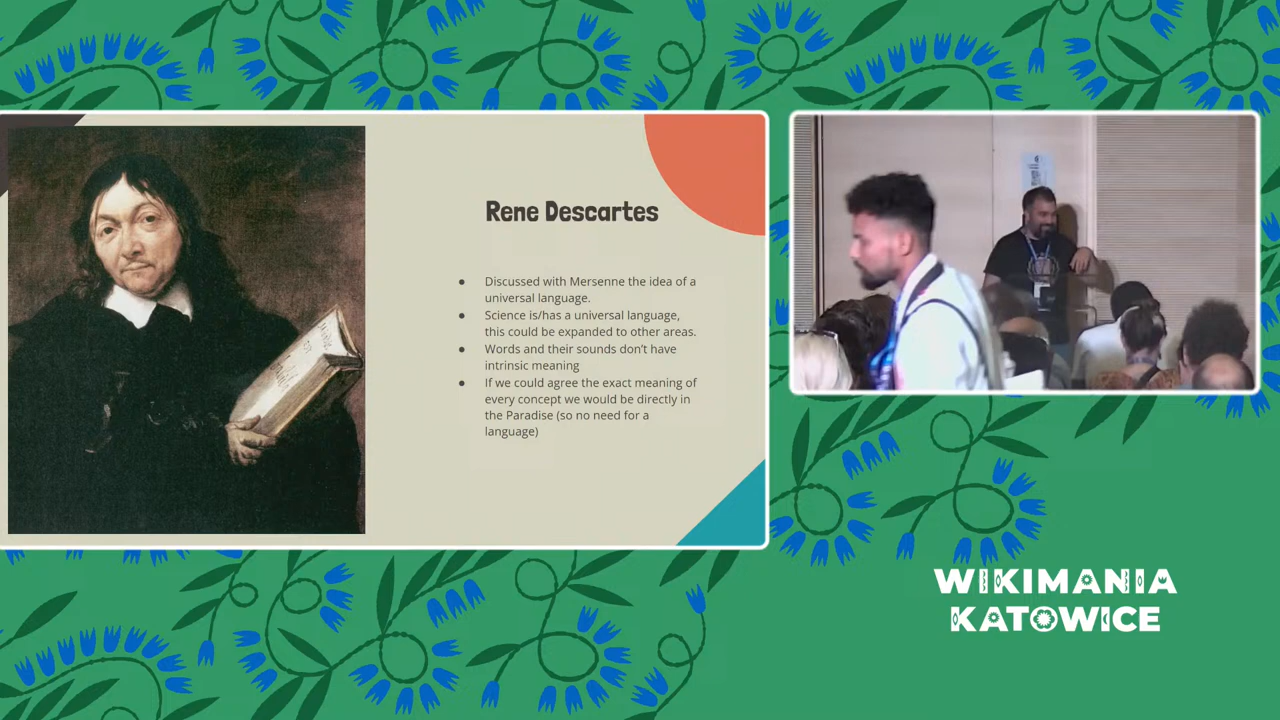 Rene Descartes
● Discussed with Mersenne the idea of a
universal language.
● Science is/has a universal language,
this could be expanded to other areas.
● Words and their sounds don't have
intrinsic meaning
● If we could agree the exact meaning of
every concept we would be directly in
the Paradise (so no need for a
language)
WIKIMANIA
KATOWICE